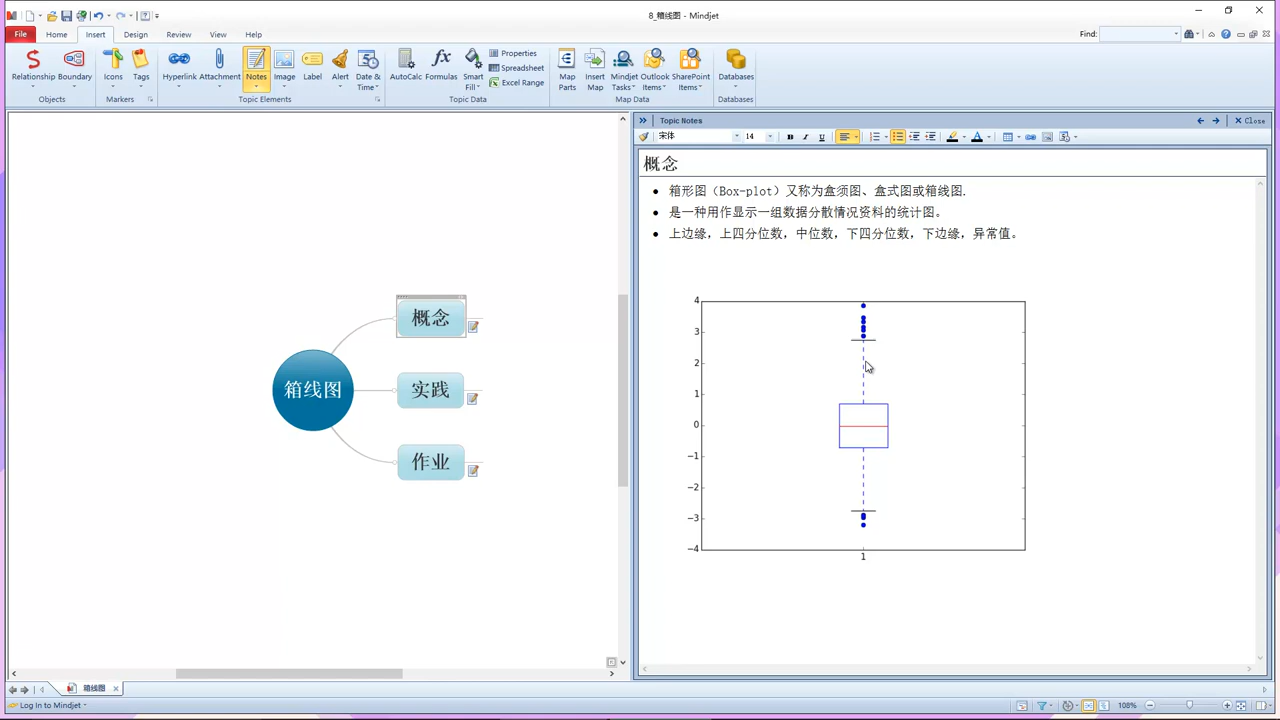 8_箱线图 - Mindjet
File Home Insert Design Review View Help Find:
Relationship Boundary Icons Tags Hyperlink Attachment Notes Image Label Alert Date & Time AutoCalc Formulas Smart Fill Properties Spreadsheet Excel Range Map Parts Insert Map Mindjet Tasks Outlook Items SharePoint Items Databases
Objects Markers Topic Elements Topic Data Map Data Databases
Topic Notes Close
宋体 14 B I U A
概念
箱形图（Box-plot）又称为盒须图、盒式图或箱线图.
是一种用作显示一组数据分散情况资料的统计图。
上边缘，上四分位数，中位数，下四分位数，下边缘，异常值。
箱线图
概念
实践
作业
4
3
2
1
0
−1
−2
−3
−4
1
箱线图
Log In to Mindjet 108%